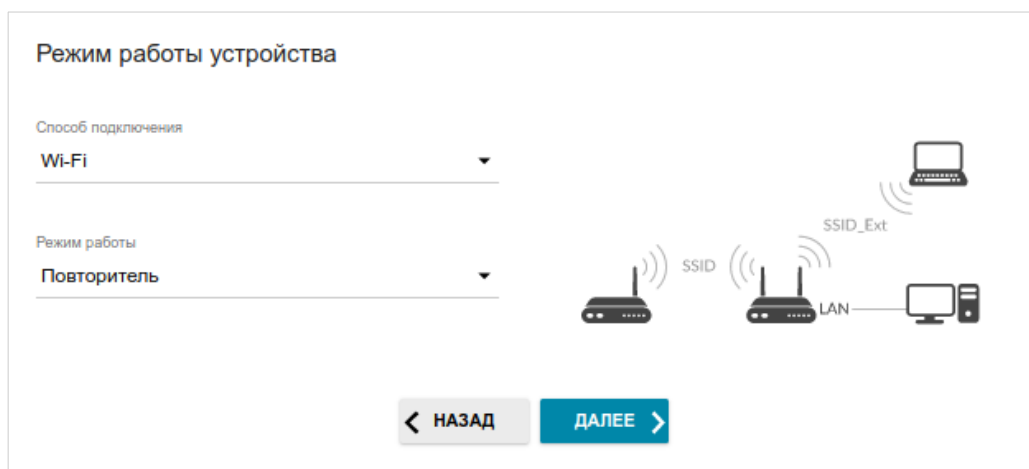 Режим работы устройства
Способ подключения
Wi-Fi
Режим работы
Повторитель
SSID
SSID_Ext
LAN
НАЗАД
ДАЛЕЕ